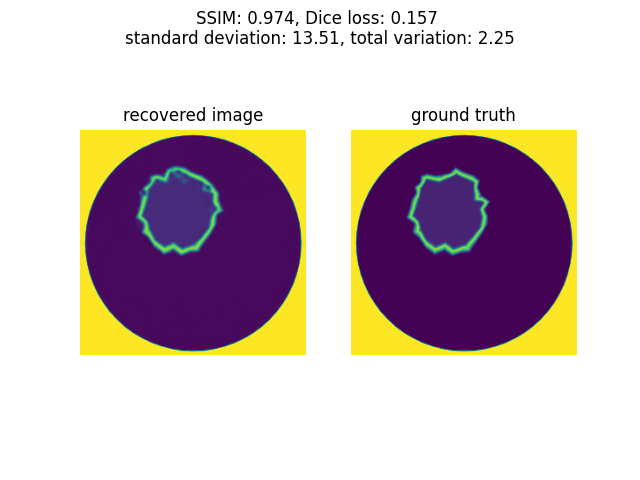 SSIM: 0.974, Dice loss: 0.157
standard deviation: 13.51, total variation: 2.25
recovered image
ground truth